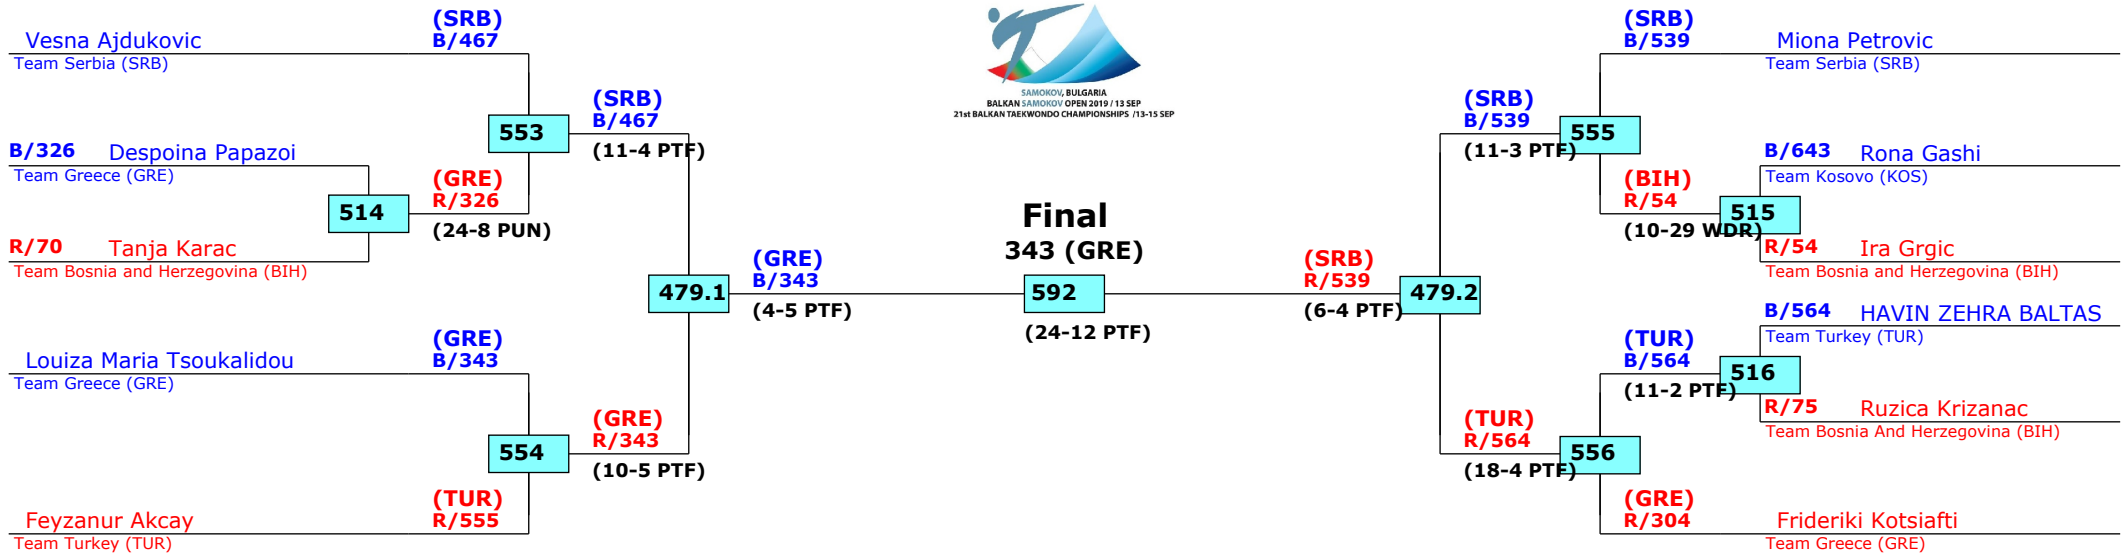 (SRB)
B/467
Vesna Ajdukovic
Team Serbia (SRB)
553
(SRB)
B/467
(11-4 PTF)
B/326 Despoina Papazoi
Team Greece (GRE)
514
(GRE)
R/326
(24-8 PUN)
R/70 Tanja Karac
Team Bosnia and Herzegovina (BIH)
479.1
(GRE)
B/343
(4-5 PTF)
(GRE)
B/343
Louiza Maria Tsoukalidou
Team Greece (GRE)
554
(GRE)
R/343
(10-5 PTF)
(TUR)
R/555
Feyzanur Akcay
Team Turkey (TUR)
SAMOKOV, BULGARIA
BALKAN SAMOKOV OPEN 2019 / 13 SEP
21st BALKAN TAEKWONDO CHAMPIONSHIPS /13-15 SEP
Final
343 (GRE)
592
(24-12 PTF)
(SRB)
B/539
Miona Petrovic
Team Serbia (SRB)
(SRB)
B/539
(11-3 PTF)
555
B/643 Rona Gashi
Team Kosovo (KOS)
(BIH)
R/54
(10-29 WDR)
515
R/54 Ira Grgic
Team Bosnia and Herzegovina (BIH)
(SRB)
R/539
(6-4 PTF)
479.2
B/564 HAVIN ZEHRA BALTAS
Team Turkey (TUR)
(TUR)
B/564
(11-2 PTF)
516
R/75 Ruzica Krizanac
Team Bosnia And Herzegovina (BIH)
(TUR)
R/564
(18-4 PTF)
556
(GRE)
R/304
Frideriki Kotsiafti
Team Greece (GRE)